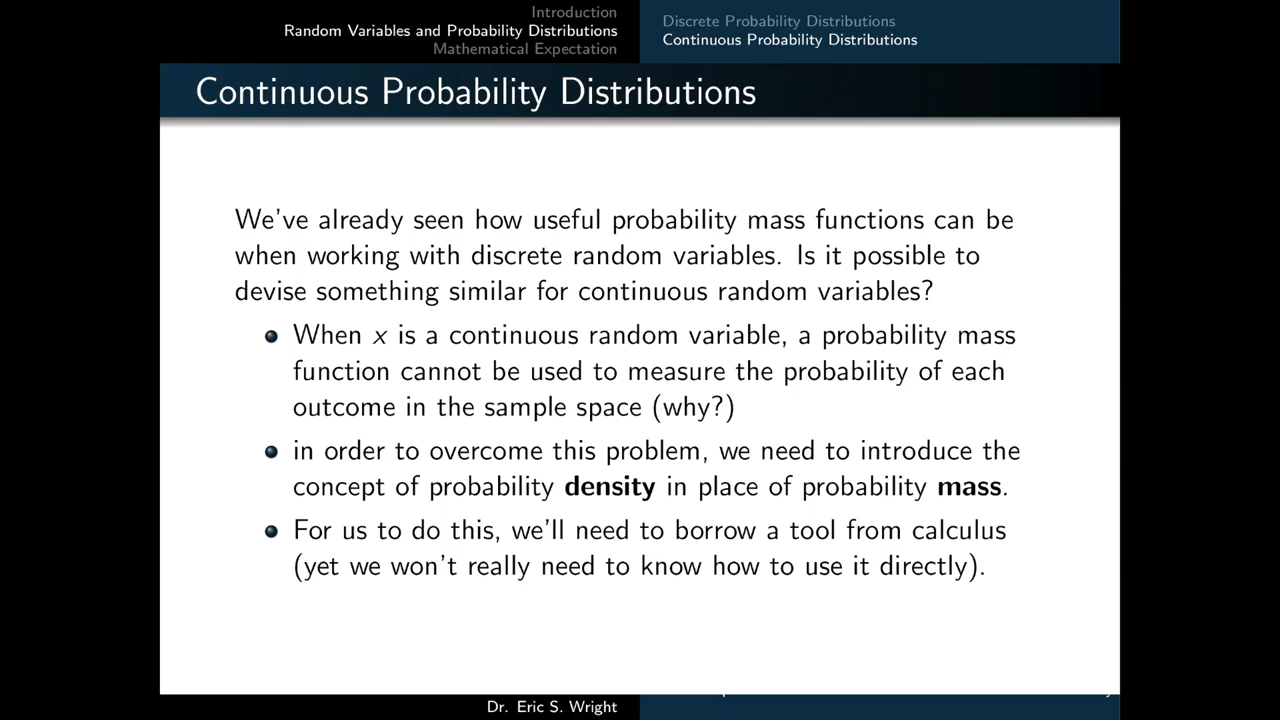 Introduction
Random Variables and Probability Distributions
Mathematical Expectation
Discrete Probability Distributions
Continuous Probability Distributions
Continuous Probability Distributions
We've already seen how useful probability mass functions can be
when working with discrete random variables. Is it possible to
devise something similar for continuous random variables?
When x is a continuous random variable, a probability mass
function cannot be used to measure the probability of each
outcome in the sample space (why?)
in order to overcome this problem, we need to introduce the
concept of probability density in place of probability mass.
For us to do this, we'll need to borrow a tool from calculus
(yet we won't really need to know how to use it directly).
Dr. Eric S. Wright